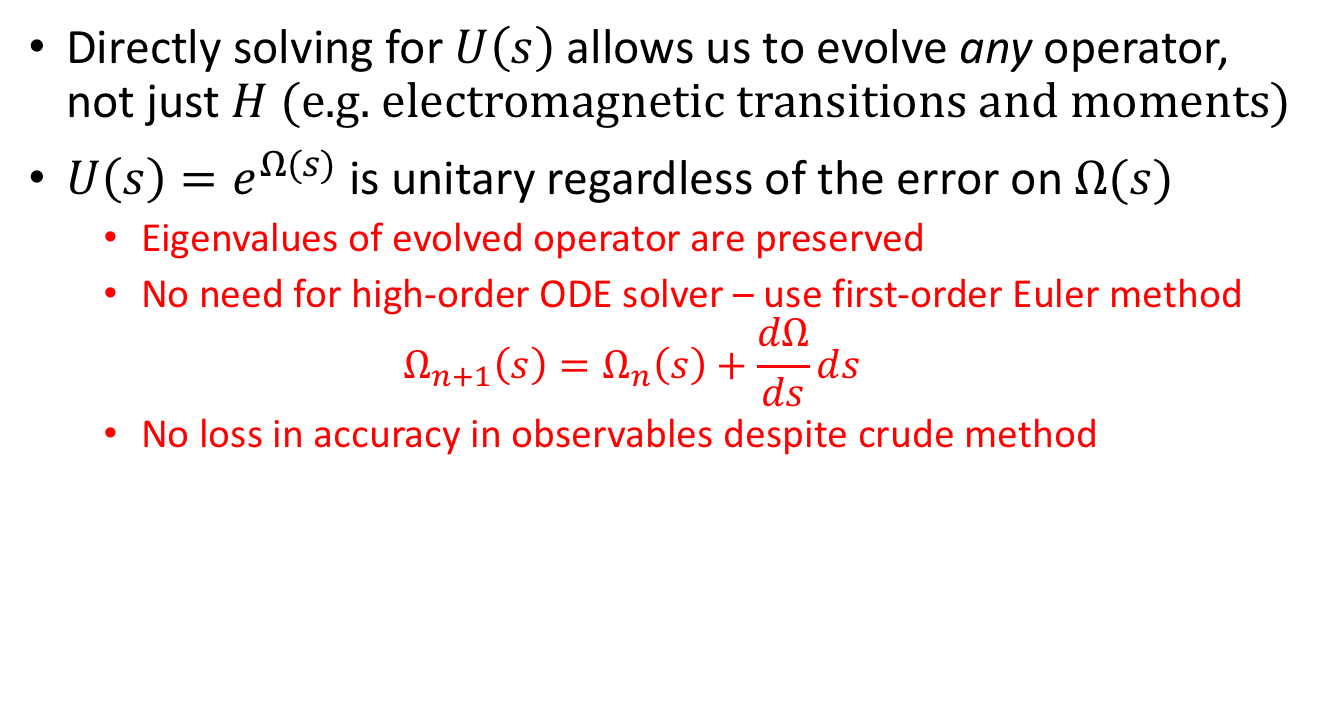 • Directly solving for U(s) allows us to evolve any operator,
not just H (e.g. electromagnetic transitions and moments)
• U(s) = e^Ω(s) is unitary regardless of the error on Ω(s)
• Eigenvalues of evolved operator are preserved
• No need for high-order ODE solver – use first-order Euler method
Ωₙ₊₁(s) = Ωₙ(s) + dΩ/ds ds
• No loss in accuracy in observables despite crude method